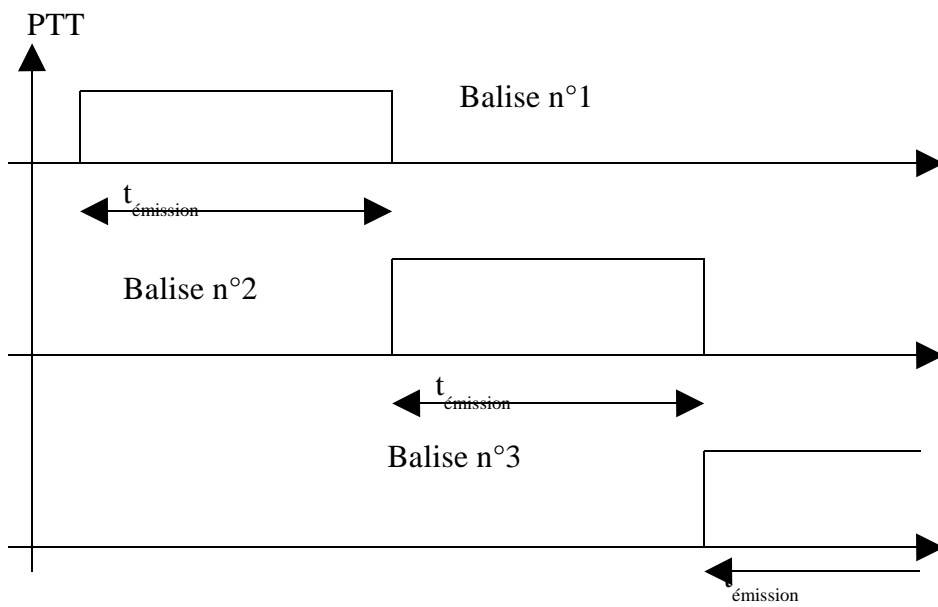 PTT
Balise n°1
t émission
Balise n°2
t émission
Balise n°3
t émission